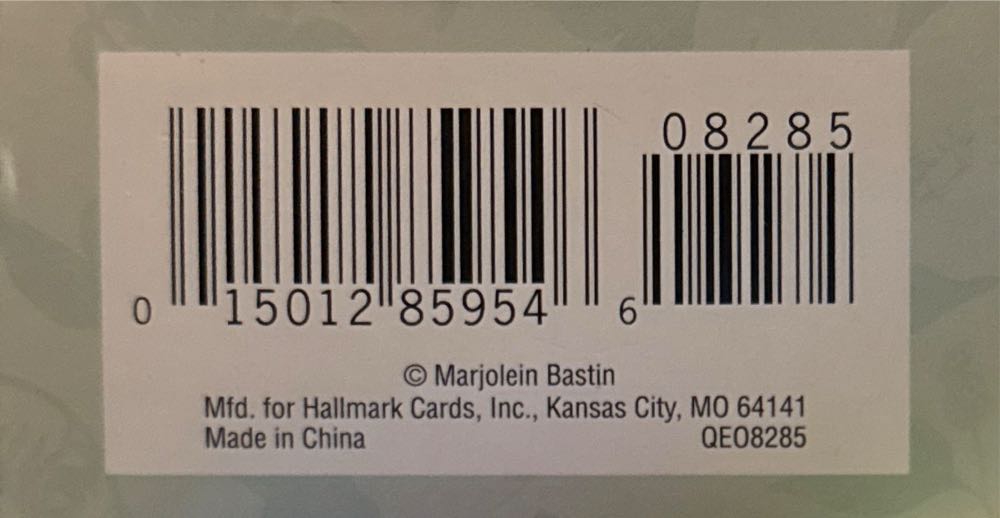 08285
0 15012 85954 6
© Marjolein Bastin
Mfd. for Hallmark Cards, Inc., Kansas City, MO 64141
Made in China QEO8285